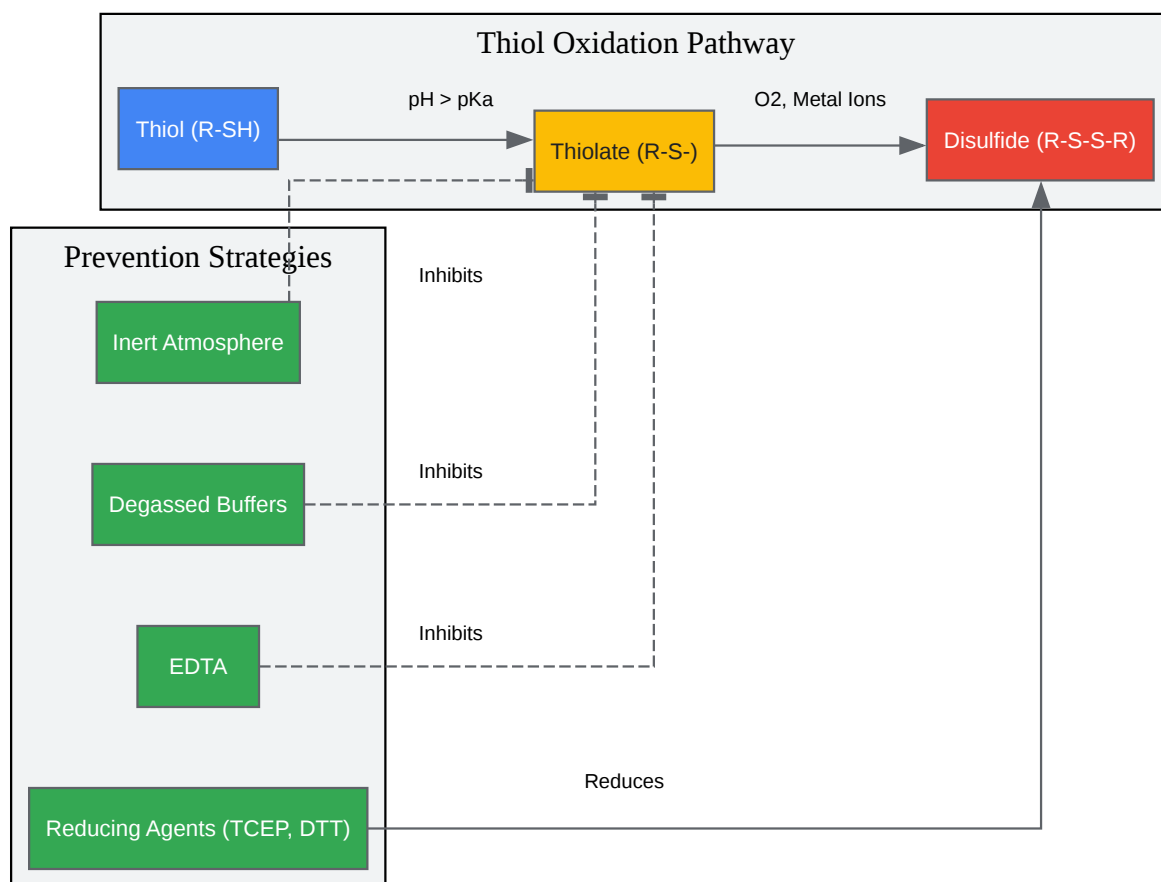 Thiol Oxidation Pathway
pH > pKa
O2, Metal Ions
Thiol (R-SH)
Thiolate (R-S-)
Disulfide (R-S-S-R)
Prevention Strategies
Inhibits
Inert Atmosphere
Inhibits
Degassed Buffers
Inhibits
EDTA
Reduces
Reducing Agents (TCEP, DTT)